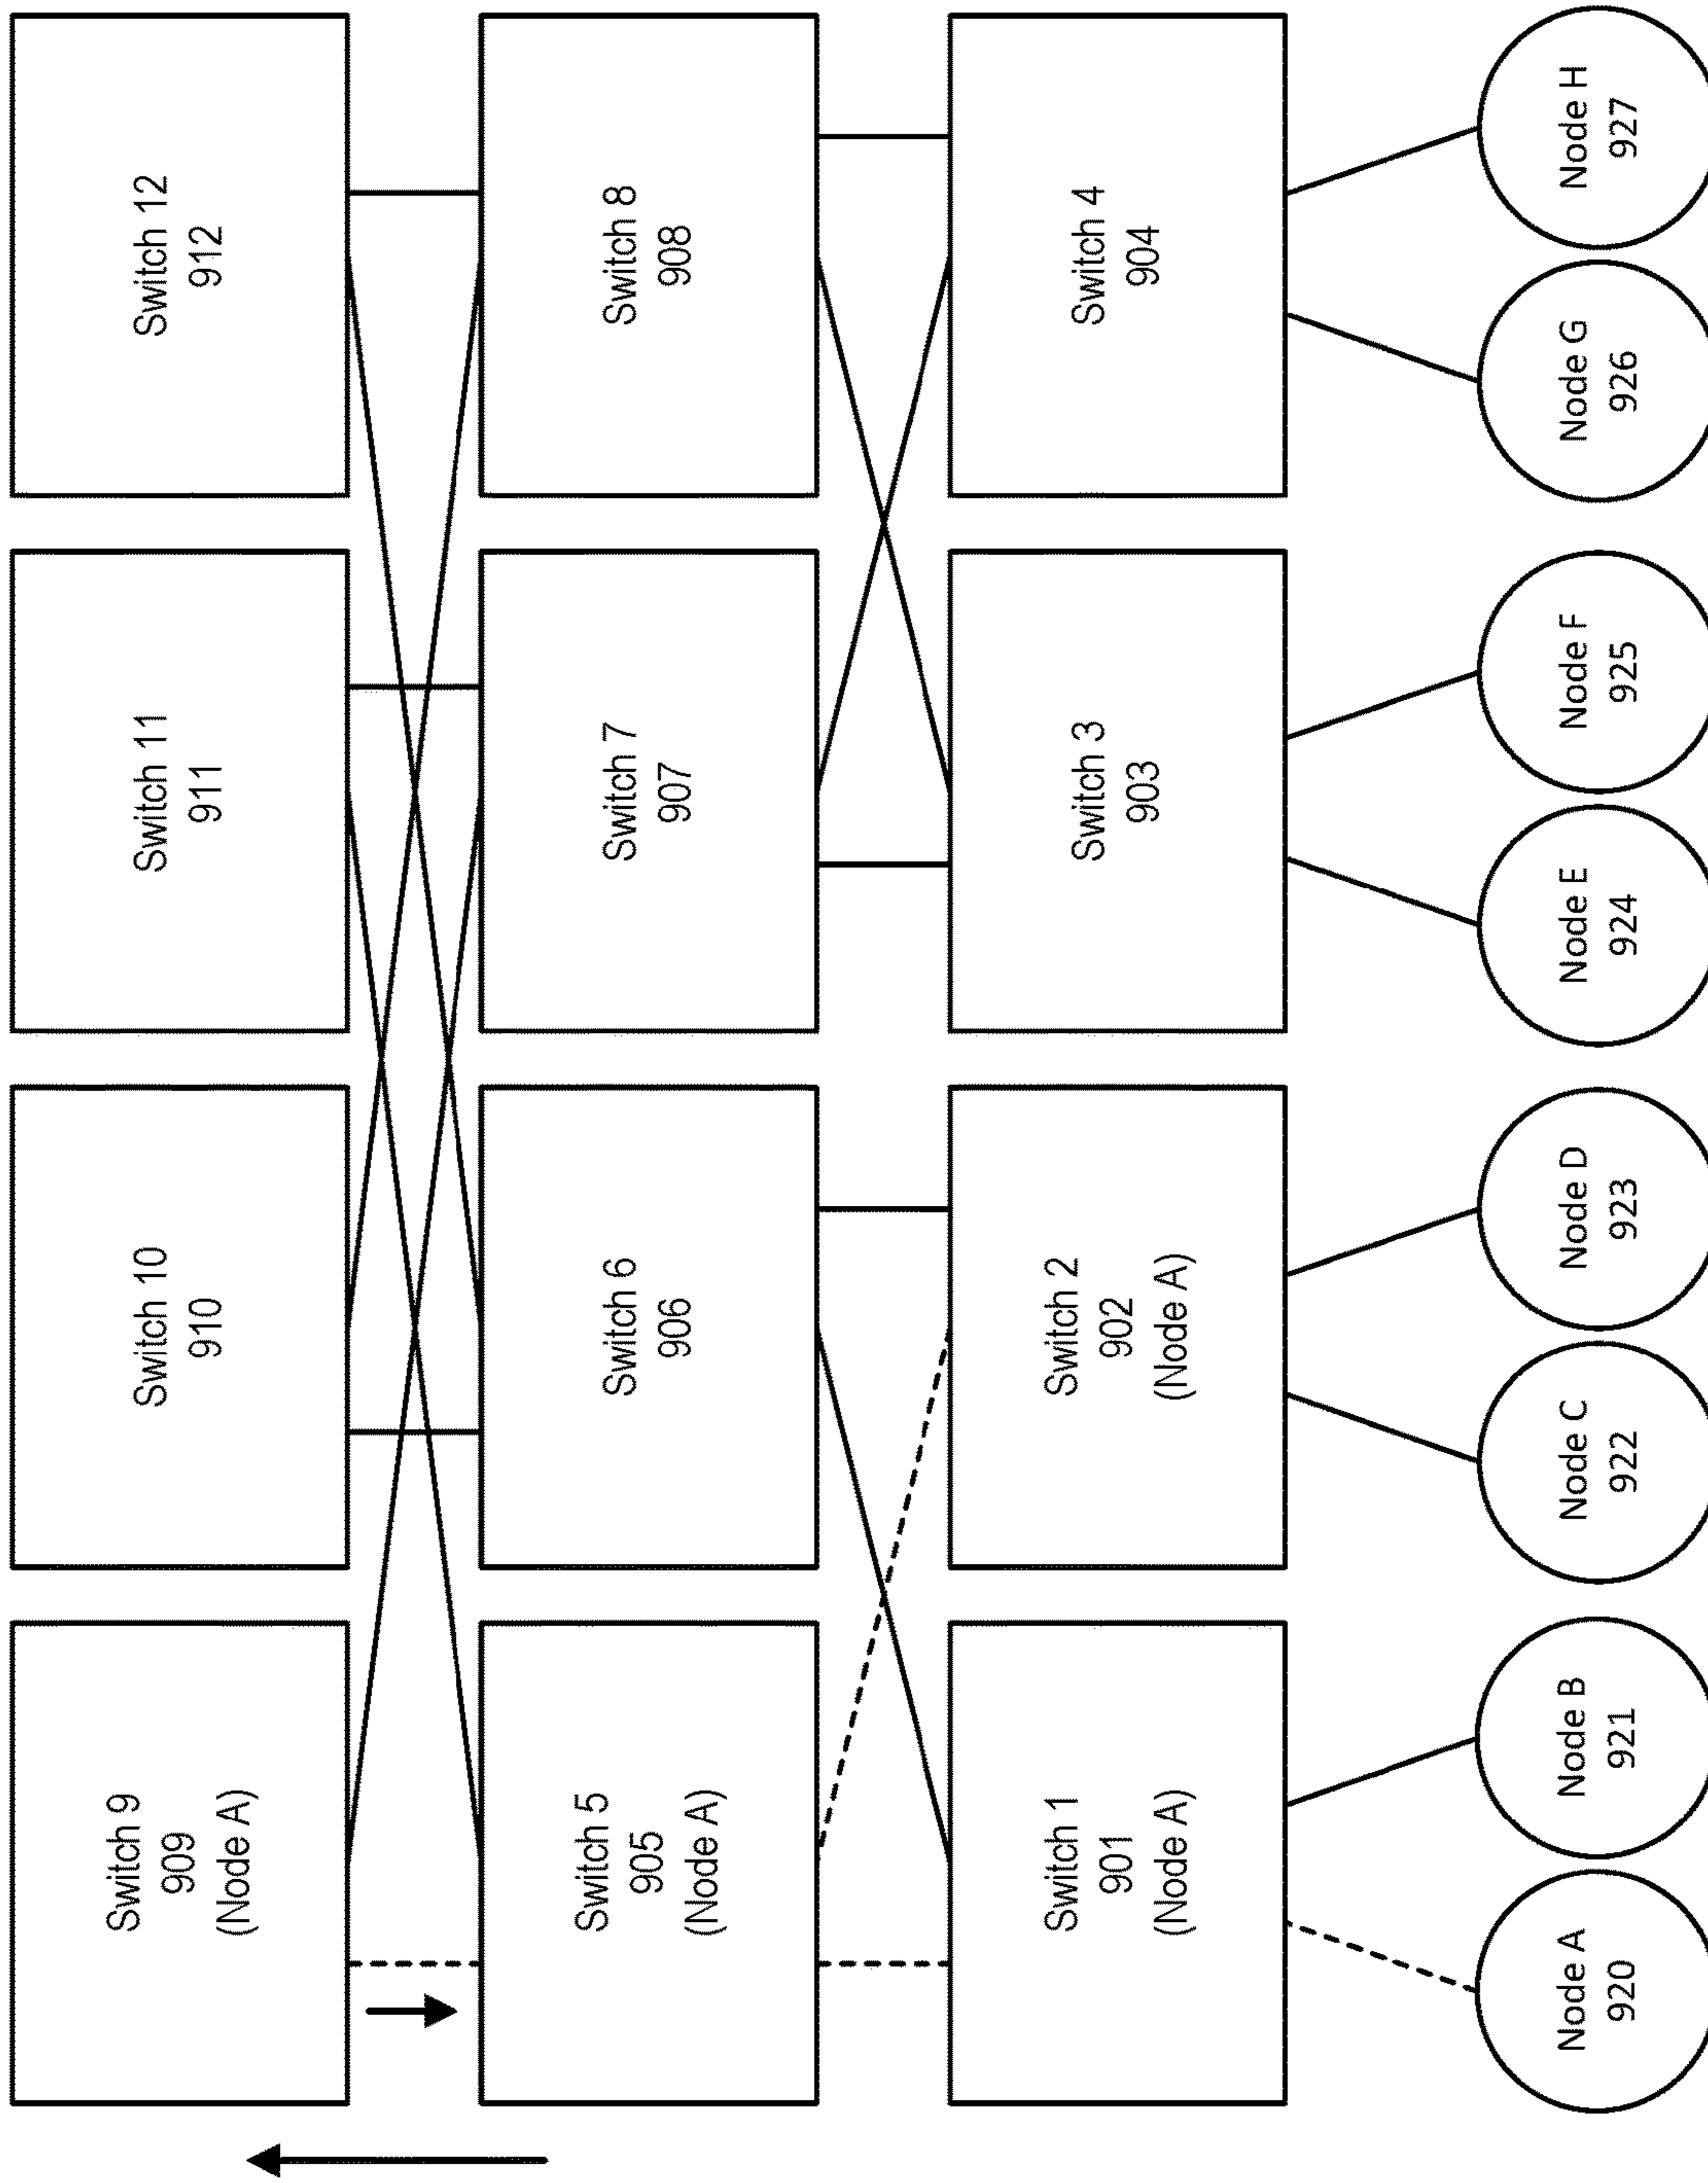 Switch 9
909
(Node A)
Switch 10
910
Switch 11
911
Switch 12
912
Switch 5
905
(Node A)
Switch 6
906
Switch 7
907
Switch 8
908
Switch 1
901
(Node A)
Switch 2
902
(Node A)
Switch 3
903
Switch 4
904
Node A
920
Node B
921
Node C
922
Node D
923
Node E
924
Node F
925
Node G
926
Node H
927